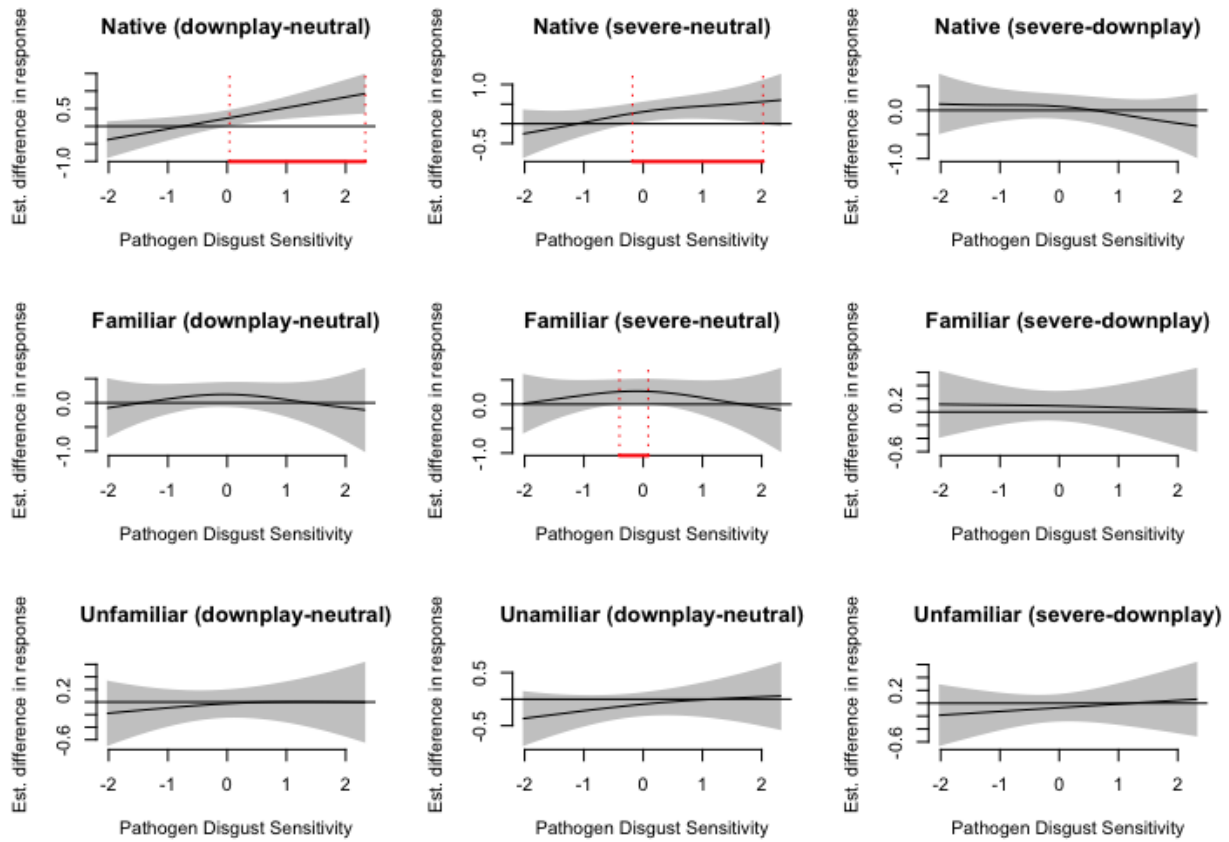 Native (downplay-neutral)
Est. difference in response
0.5
-1.0
-2 -1 0 1 2
Pathogen Disgust Sensitivity
Native (severe-neutral)
Est. difference in response
1.0
-0.5
-2 -1 0 1 2
Pathogen Disgust Sensitivity
Native (severe-downplay)
Est. difference in response
0.0
-1.0
-2 -1 0 1 2
Pathogen Disgust Sensitivity
Familiar (downplay-neutral)
Est. difference in response
0.0
-1.0
-2 -1 0 1 2
Pathogen Disgust Sensitivity
Familiar (severe-neutral)
Est. difference in response
0.0
-1.0
-2 -1 0 1 2
Pathogen Disgust Sensitivity
Familiar (severe-downplay)
Est. difference in response
0.2
-0.6
-2 -1 0 1 2
Pathogen Disgust Sensitivity
Unfamiliar (downplay-neutral)
Est. difference in response
0.2
-0.6
-2 -1 0 1 2
Pathogen Disgust Sensitivity
Unamiliar (downplay-neutral)
Est. difference in response
0.5
-0.5
-2 -1 0 1 2
Pathogen Disgust Sensitivity
Unfamiliar (severe-downplay)
Est. difference in response
0.2
-0.6
-2 -1 0 1 2
Pathogen Disgust Sensitivity